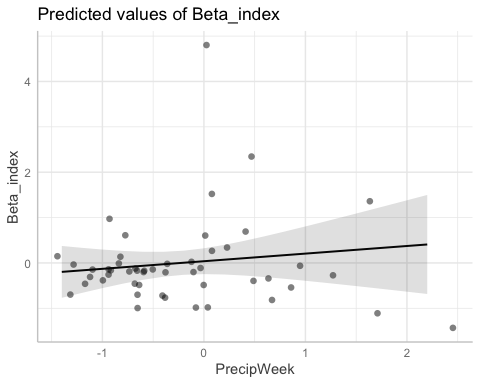 Predicted values of Beta_index
Beta_index
4
2
0
-1
0
1
2
PrecipWeek